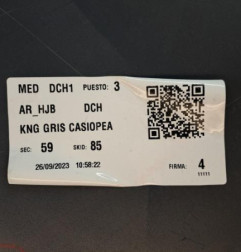 MED DCH1 PUESTO: 3
AR_HJB DCH
KNG GRIS CASIOPEA
SEC: 59 SKID: 85
26/09/2023 10:58:22
FIRMA: 4
11111